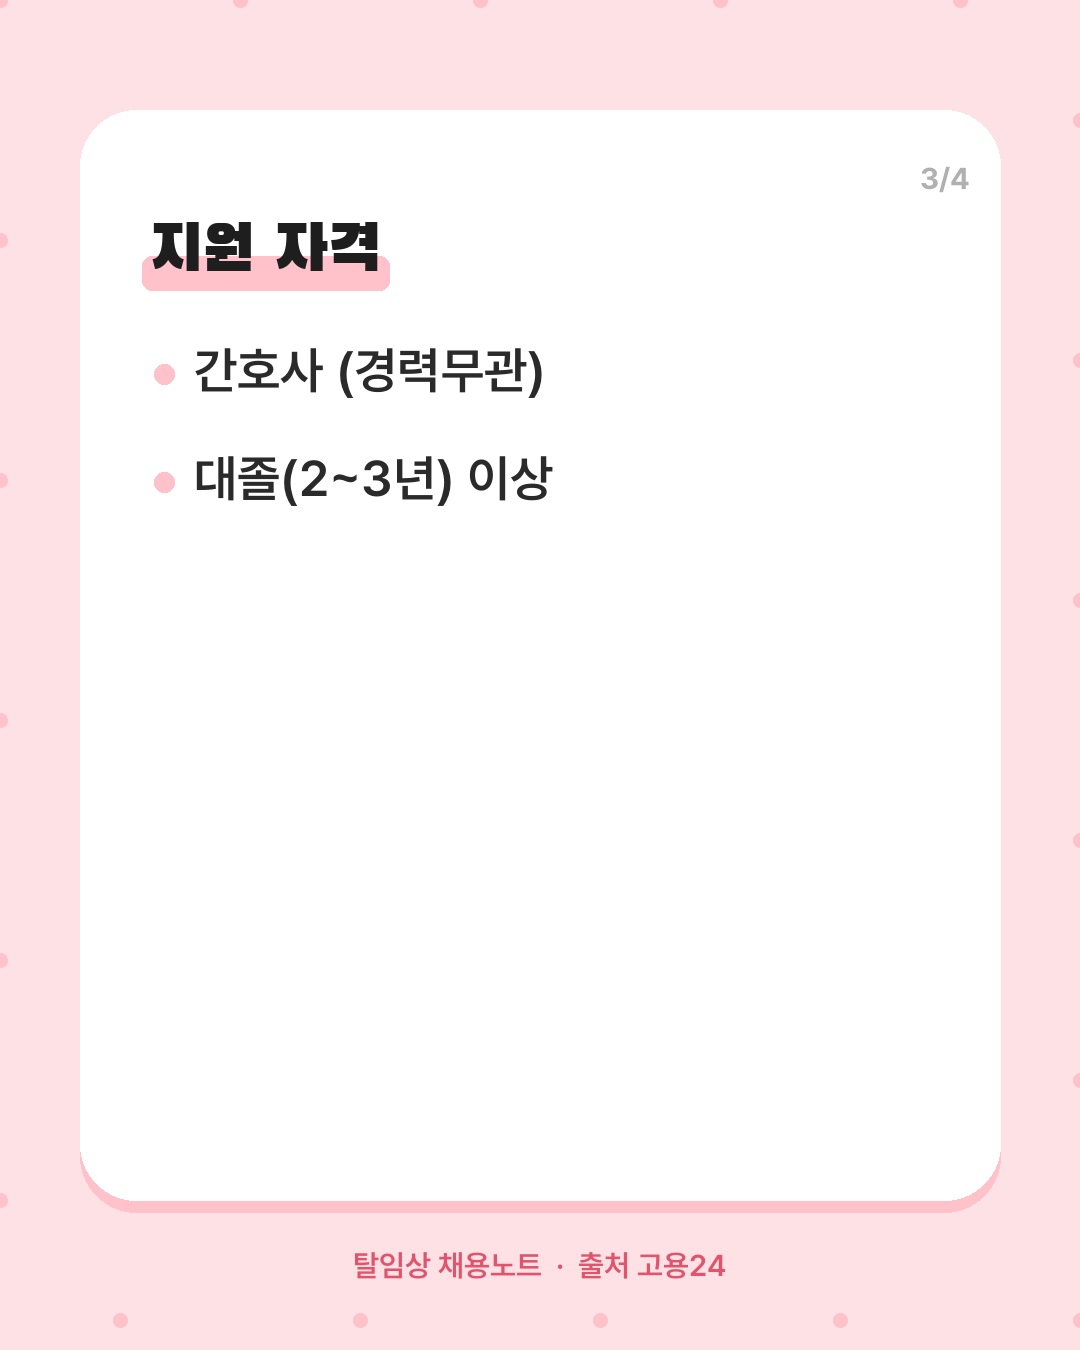 3/4
지원 자격
간호사 (경력무관)
대졸(2~3년) 이상
탈임상 채용노트 · 출처 고용24